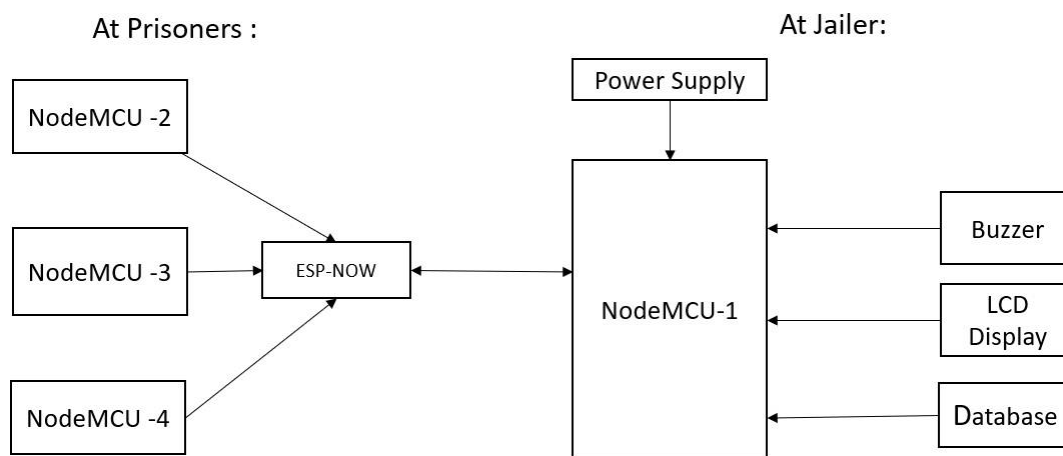 At Prisoners :
At Jailer:
Power Supply
NodeMCU -2
NodeMCU -3
NodeMCU -4
ESP-NOW
NodeMCU-1
Buzzer
LCD
Display
Database